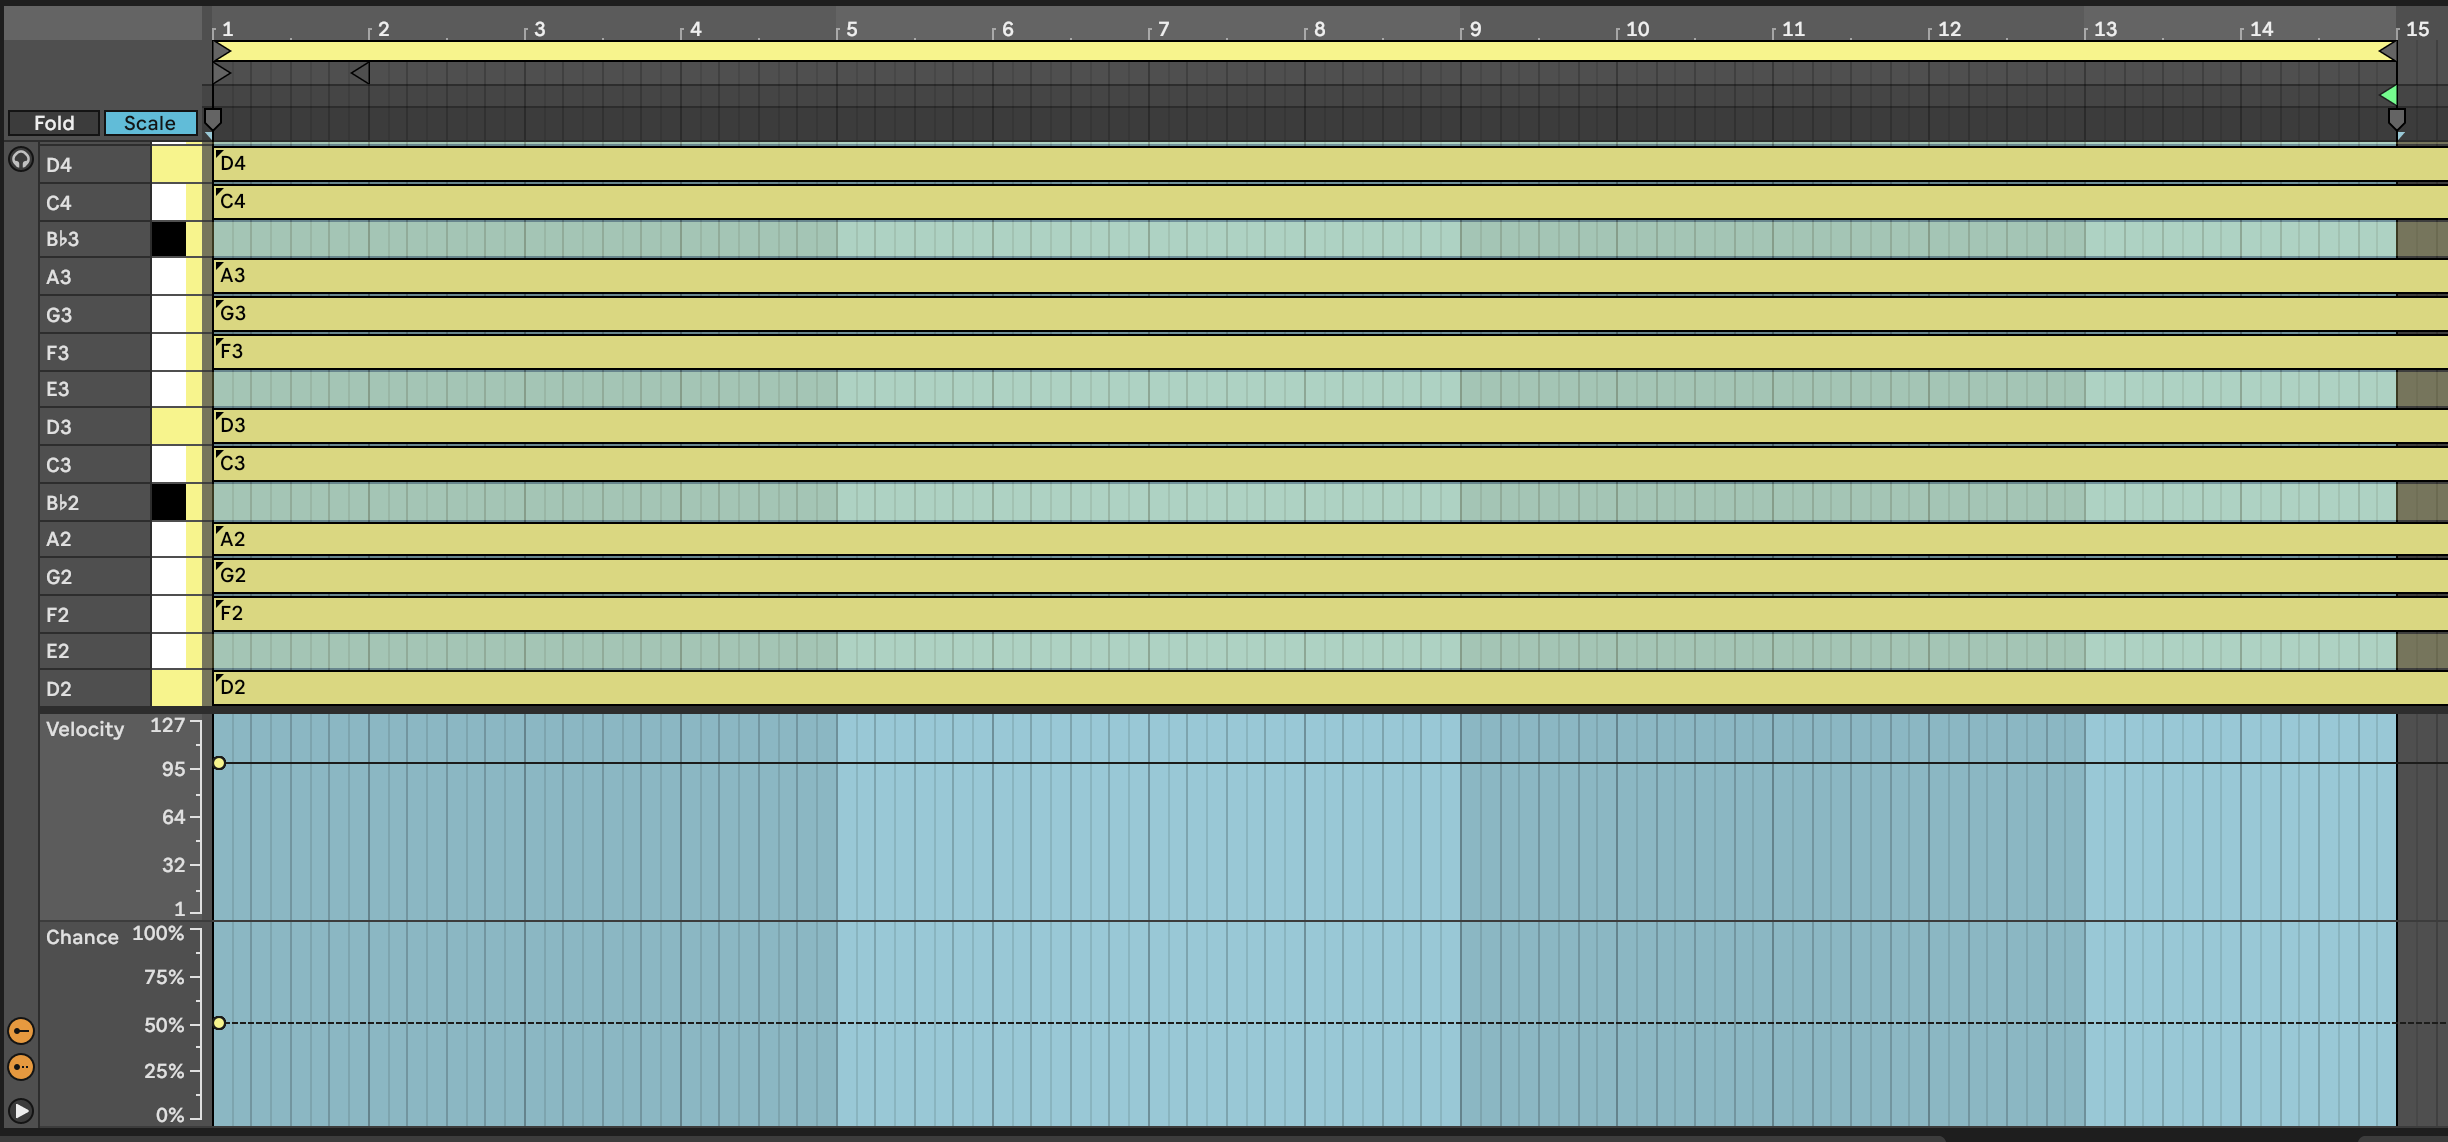 1 2 3 4 5 6 7 8 9 10 11 12 13 14 15
Fold Scale
D4 D4
C4 C4
B♭3
A3 A3
G3 G3
F3 F3
E3
D3 D3
C3 C3
B♭2
A2 A2
G2 G2
F2 F2
E2
D2 D2
Velocity 127
95
64
32
1
Chance 100%
75%
50%
25%
0%